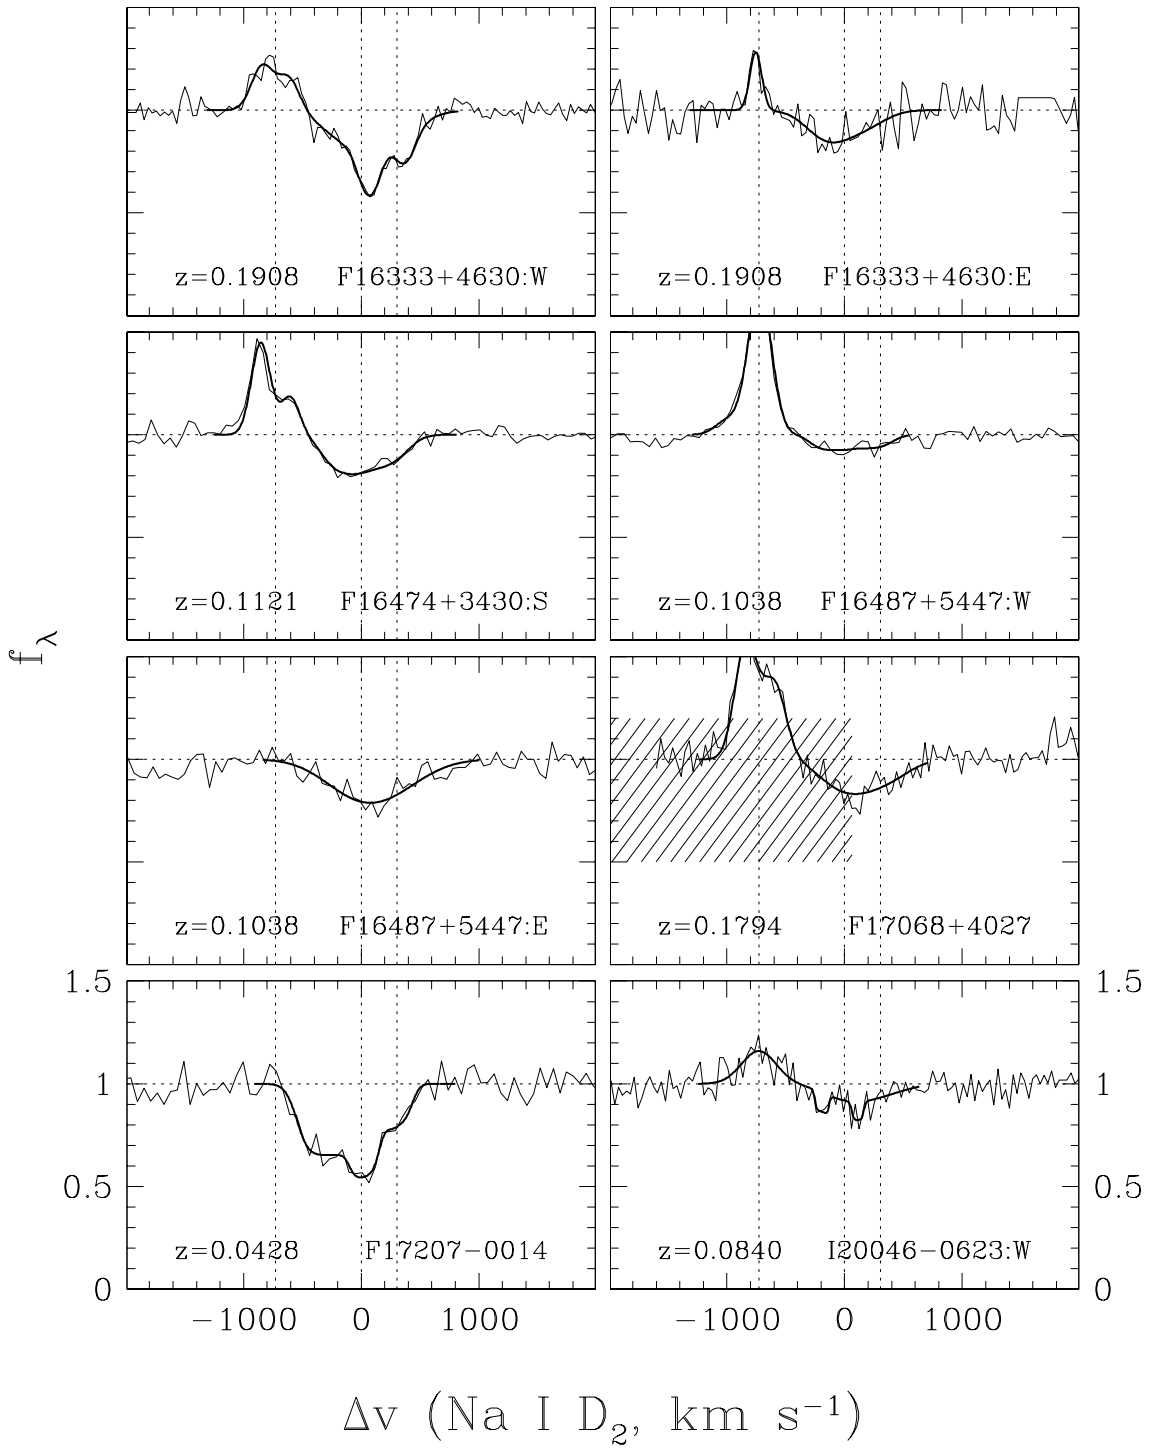 z=0.1908 F16333+4630:W
z=0.1908 F16333+4630:E
z=0.1121 F16474+3430:S
z=0.1038 F16487+5447:W
fλ
z=0.1038 F16487+5447:E
z=0.1794 F17068+4027
1.5
1
0.5
0
z=0.0428 F17207−0014
z=0.0840 I20046−0623:W
1.5
1
0.5
0
−1000 0 1000
−1000 0 1000
Δv (Na I D₂, km s⁻¹)